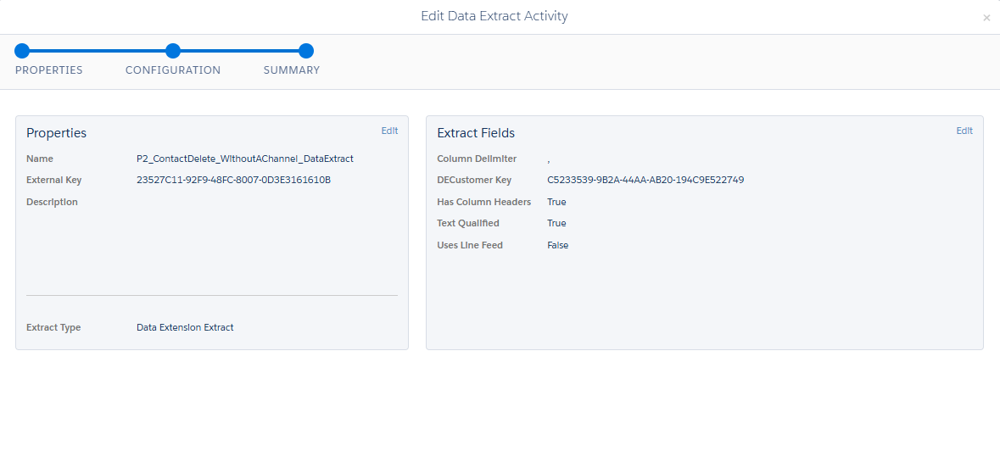 Edit Data Extract Activity
×
PROPERTIES CONFIGURATION SUMMARY
Properties Edit
Name P2_ContactDelete_WithoutAChannel_DataExtract
External Key 23527C11-92F9-48FC-8007-0D3E3161610B
Description
Extract Type Data Extension Extract
Extract Fields Edit
Column Delimiter ,
DECustomer Key C5233539-9B2A-44AA-AB20-194C9E522749
Has Column Headers True
Text Qualified True
Uses Line Feed False